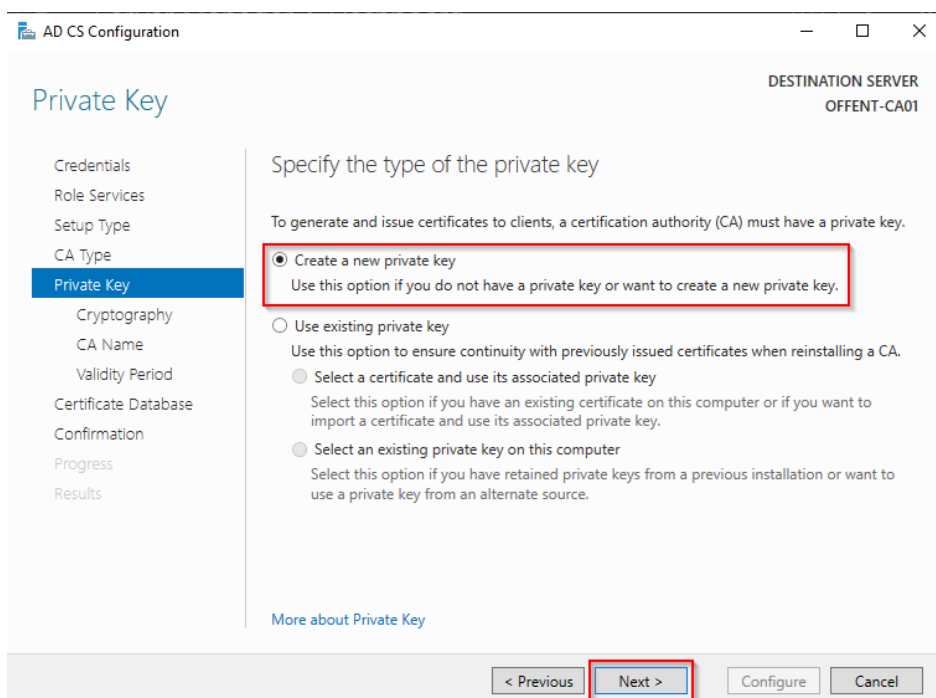 AD CS Configuration
DESTINATION SERVER
OFFENT-CA01
Private Key
Credentials
Role Services
Setup Type
CA Type
Private Key
Cryptography
CA Name
Validity Period
Certificate Database
Confirmation
Progress
Results
Specify the type of the private key
To generate and issue certificates to clients, a certification authority (CA) must have a private key.
Create a new private key
Use this option if you do not have a private key or want to create a new private key.
Use existing private key
Use this option to ensure continuity with previously issued certificates when reinstalling a CA.
Select a certificate and use its associated private key
Select this option if you have an existing certificate on this computer or if you want to
import a certificate and use its associated private key.
Select an existing private key on this computer
Select this option if you have retained private keys from a previous installation or want to
use a private key from an alternate source.
More about Private Key
< Previous
Next >
Configure
Cancel